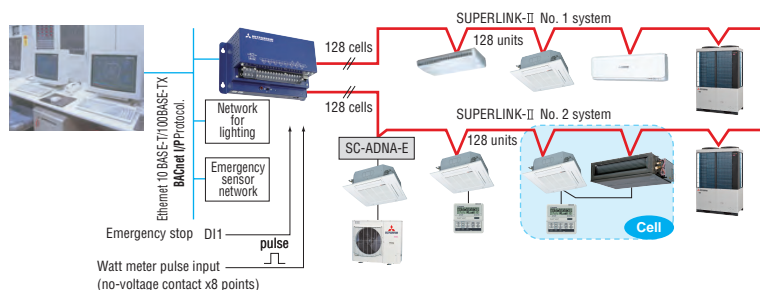 SUPERLINK-II No. 1 system
128 cells
128 units
128 cells
SUPERLINK-II No. 2 system
128 units
Ethernet 10 BASE-T/100BASE-TX
BACnet I/P Protocol.
Network
for
lighting
Emergency
sensor
network
SC-ADNA-E
Cell
Emergency stop DI1
pulse
Watt meter pulse input
(no-voltage contact x8 points)